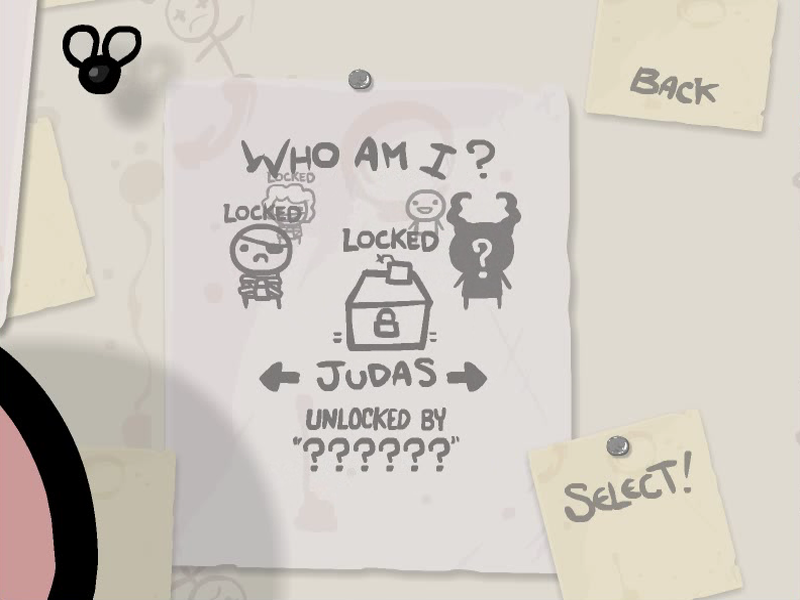 BACK
WHO AM I?
LOCKED
LOCKED
LOCKED
?
JUDAS
UNLOCKED BY
"??????"
SELECT!